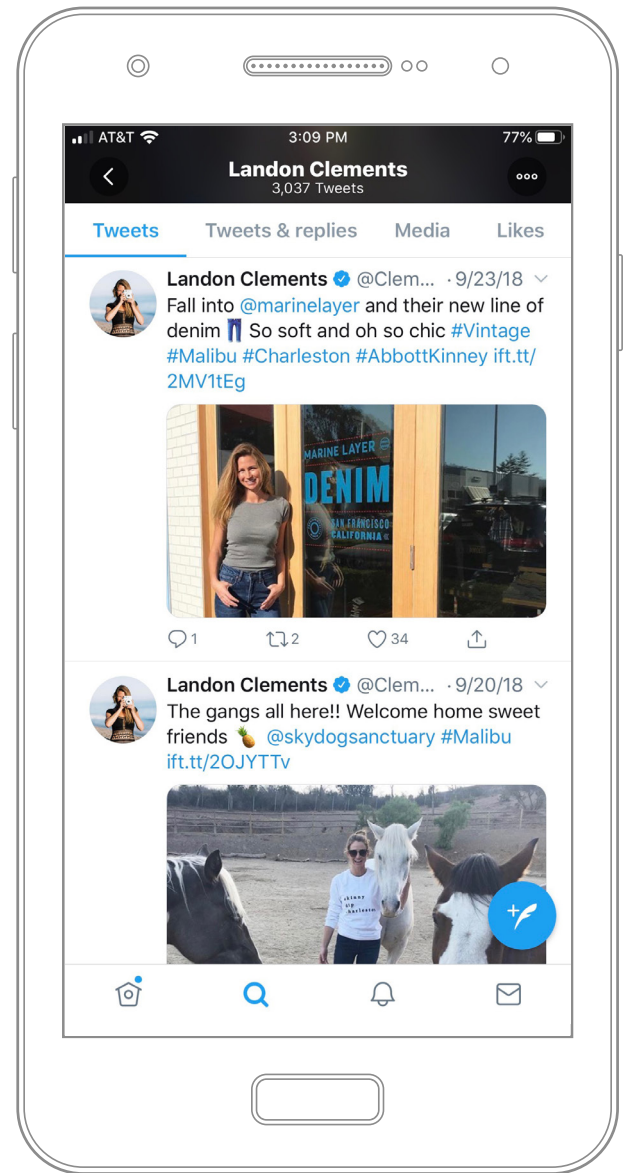 AT&T 3:09 PM 77%
Landon Clements
3,037 Tweets
Tweets Tweets & replies Media Likes
Landon Clements @Clem... · 9/23/18
Fall into @marinelayer and their new line of
denim 👖 So soft and oh so chic #Vintage
#Malibu #Charleston #AbbottKinney ift.tt/
2MV1tEg
MARINE LAYER
DENIM
SAN FRANCISCO
CALIFORNIA
1 2 34
Landon Clements @Clem... · 9/20/18
The gangs all here!! Welcome home sweet
friends 🍍 @skydogsanctuary #Malibu
ift.tt/2OJYTTv
skinny
dip
charleston